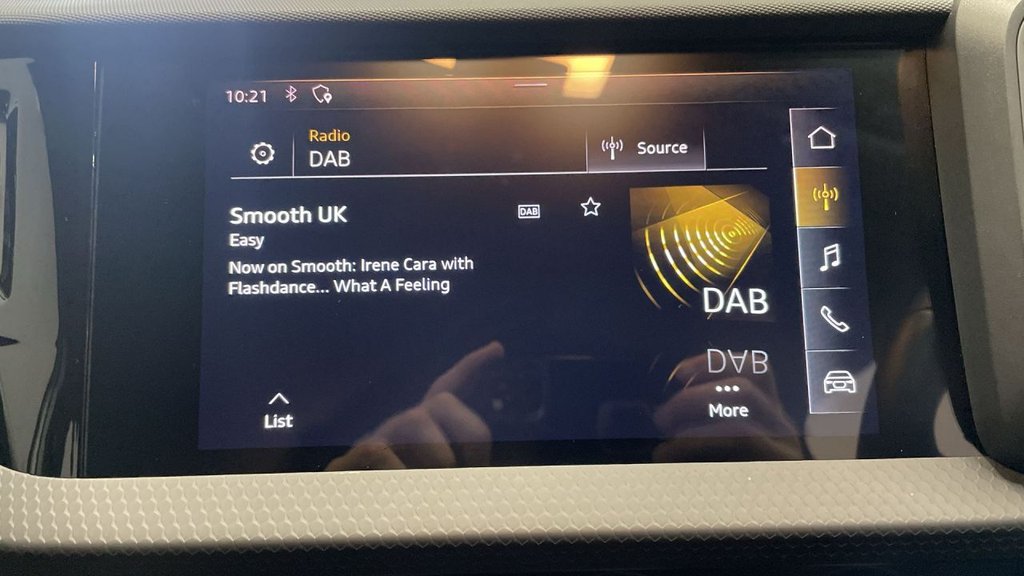 10:21
Radio
DAB
Source
Smooth UK
DAB
Easy
Now on Smooth: Irene Cara with
Flashdance... What A Feeling
DAB
DAB
List
More